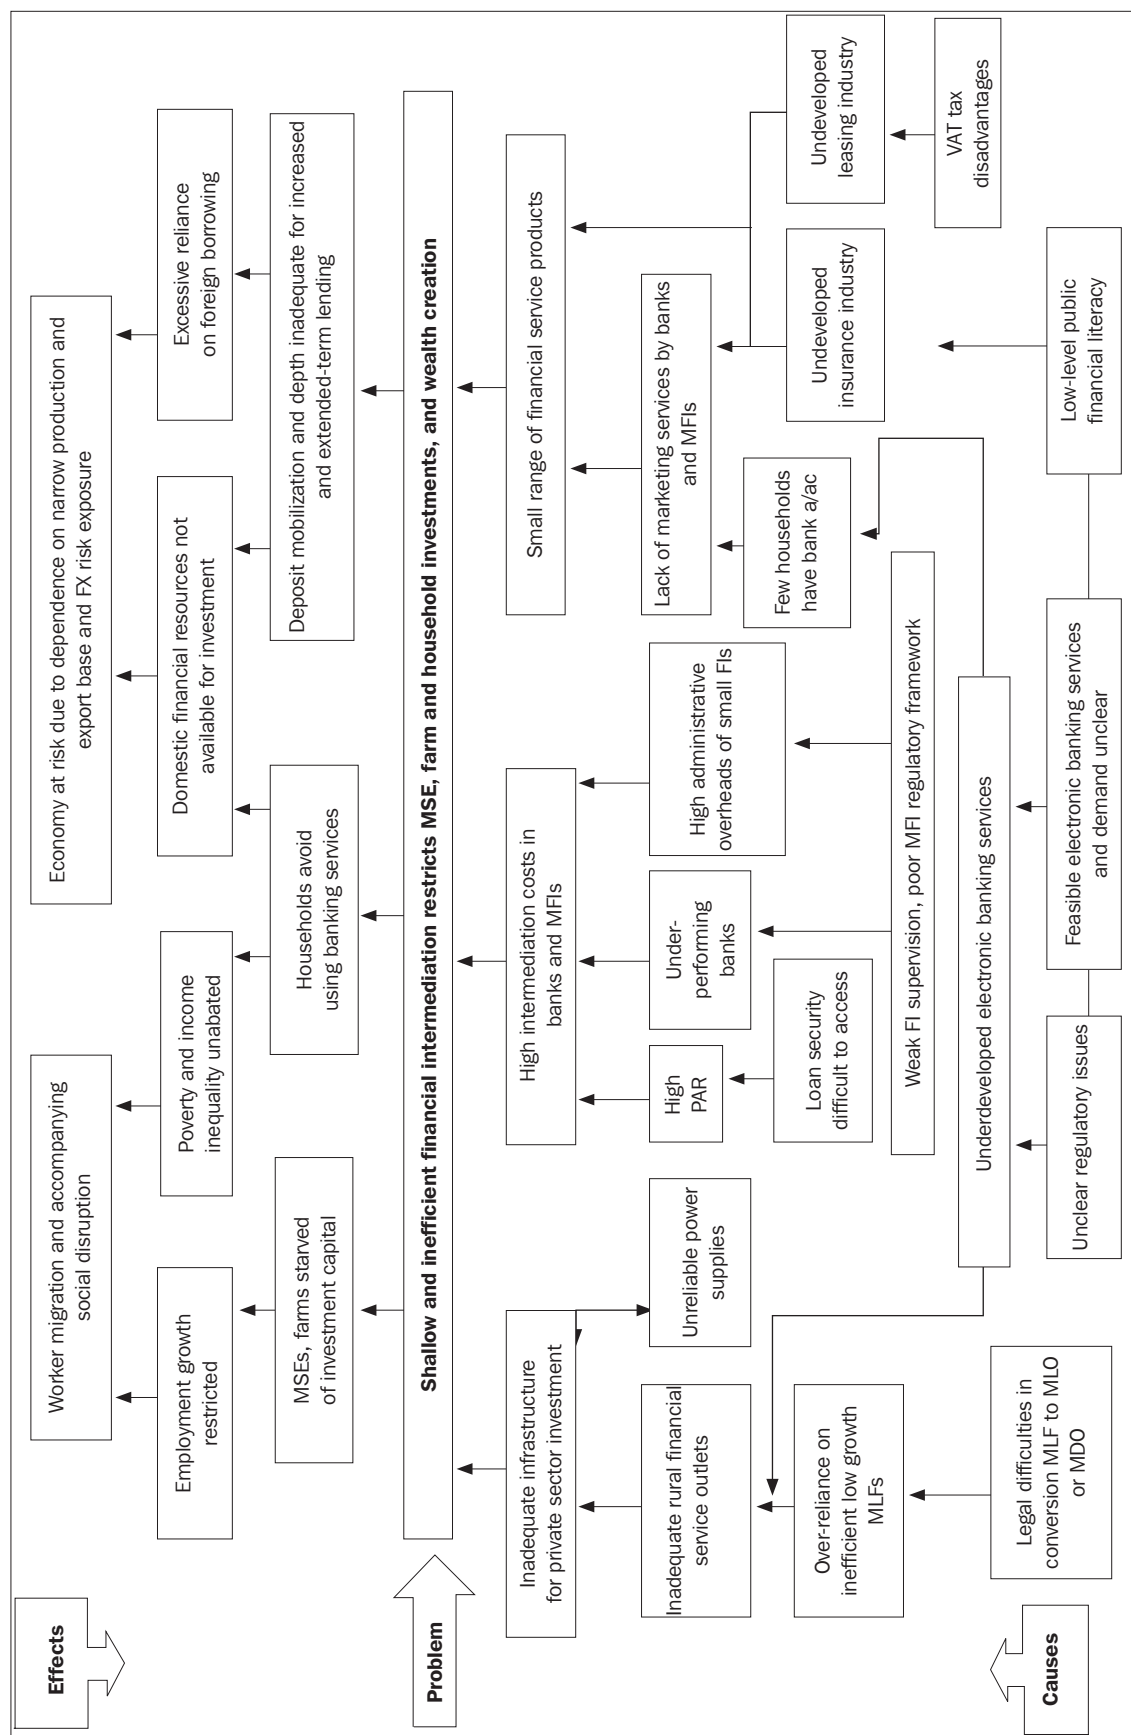 Effects
Worker migration and accompanying
social disruption
Economy at risk due to dependence on narrow production and
export base and FX risk exposure
Employment growth
restricted
Poverty and income
inequality unabated
Domestic financial resources not
available for investment
Excessive reliance
on foreign borrowing
MSEs, farms starved
of investment capital
Households avoid
using banking services
Deposit mobilization and depth inadequate for increased
and extended-term lending
Problem
Shallow and inefficient financial intermediation restricts MSE, farm and household investments, and wealth creation
Inadequate infrastructure
for private sector investment
High intermediation costs in
banks and MFIs
Small range of financial service products
Inadequate rural financial
service outlets
Unreliable power
supplies
High
PAR
Under-
performing
banks
High administrative
overheads of small FIs
Lack of marketing services by banks
and MFIs
Over-reliance on
inefficient low growth
MLFs
Loan security
difficult to access
Few households
have bank a/ac
Undeveloped
insurance industry
Undeveloped
leasing industry
Weak FI supervision, poor MFI regulatory framework
Underdeveloped electronic banking services
VAT tax
disadvantages
Causes
Legal difficulties in
conversion MLF to MLO
or MDO
Unclear regulatory issues
Feasible electronic banking services
and demand unclear
Low-level public
financial literacy